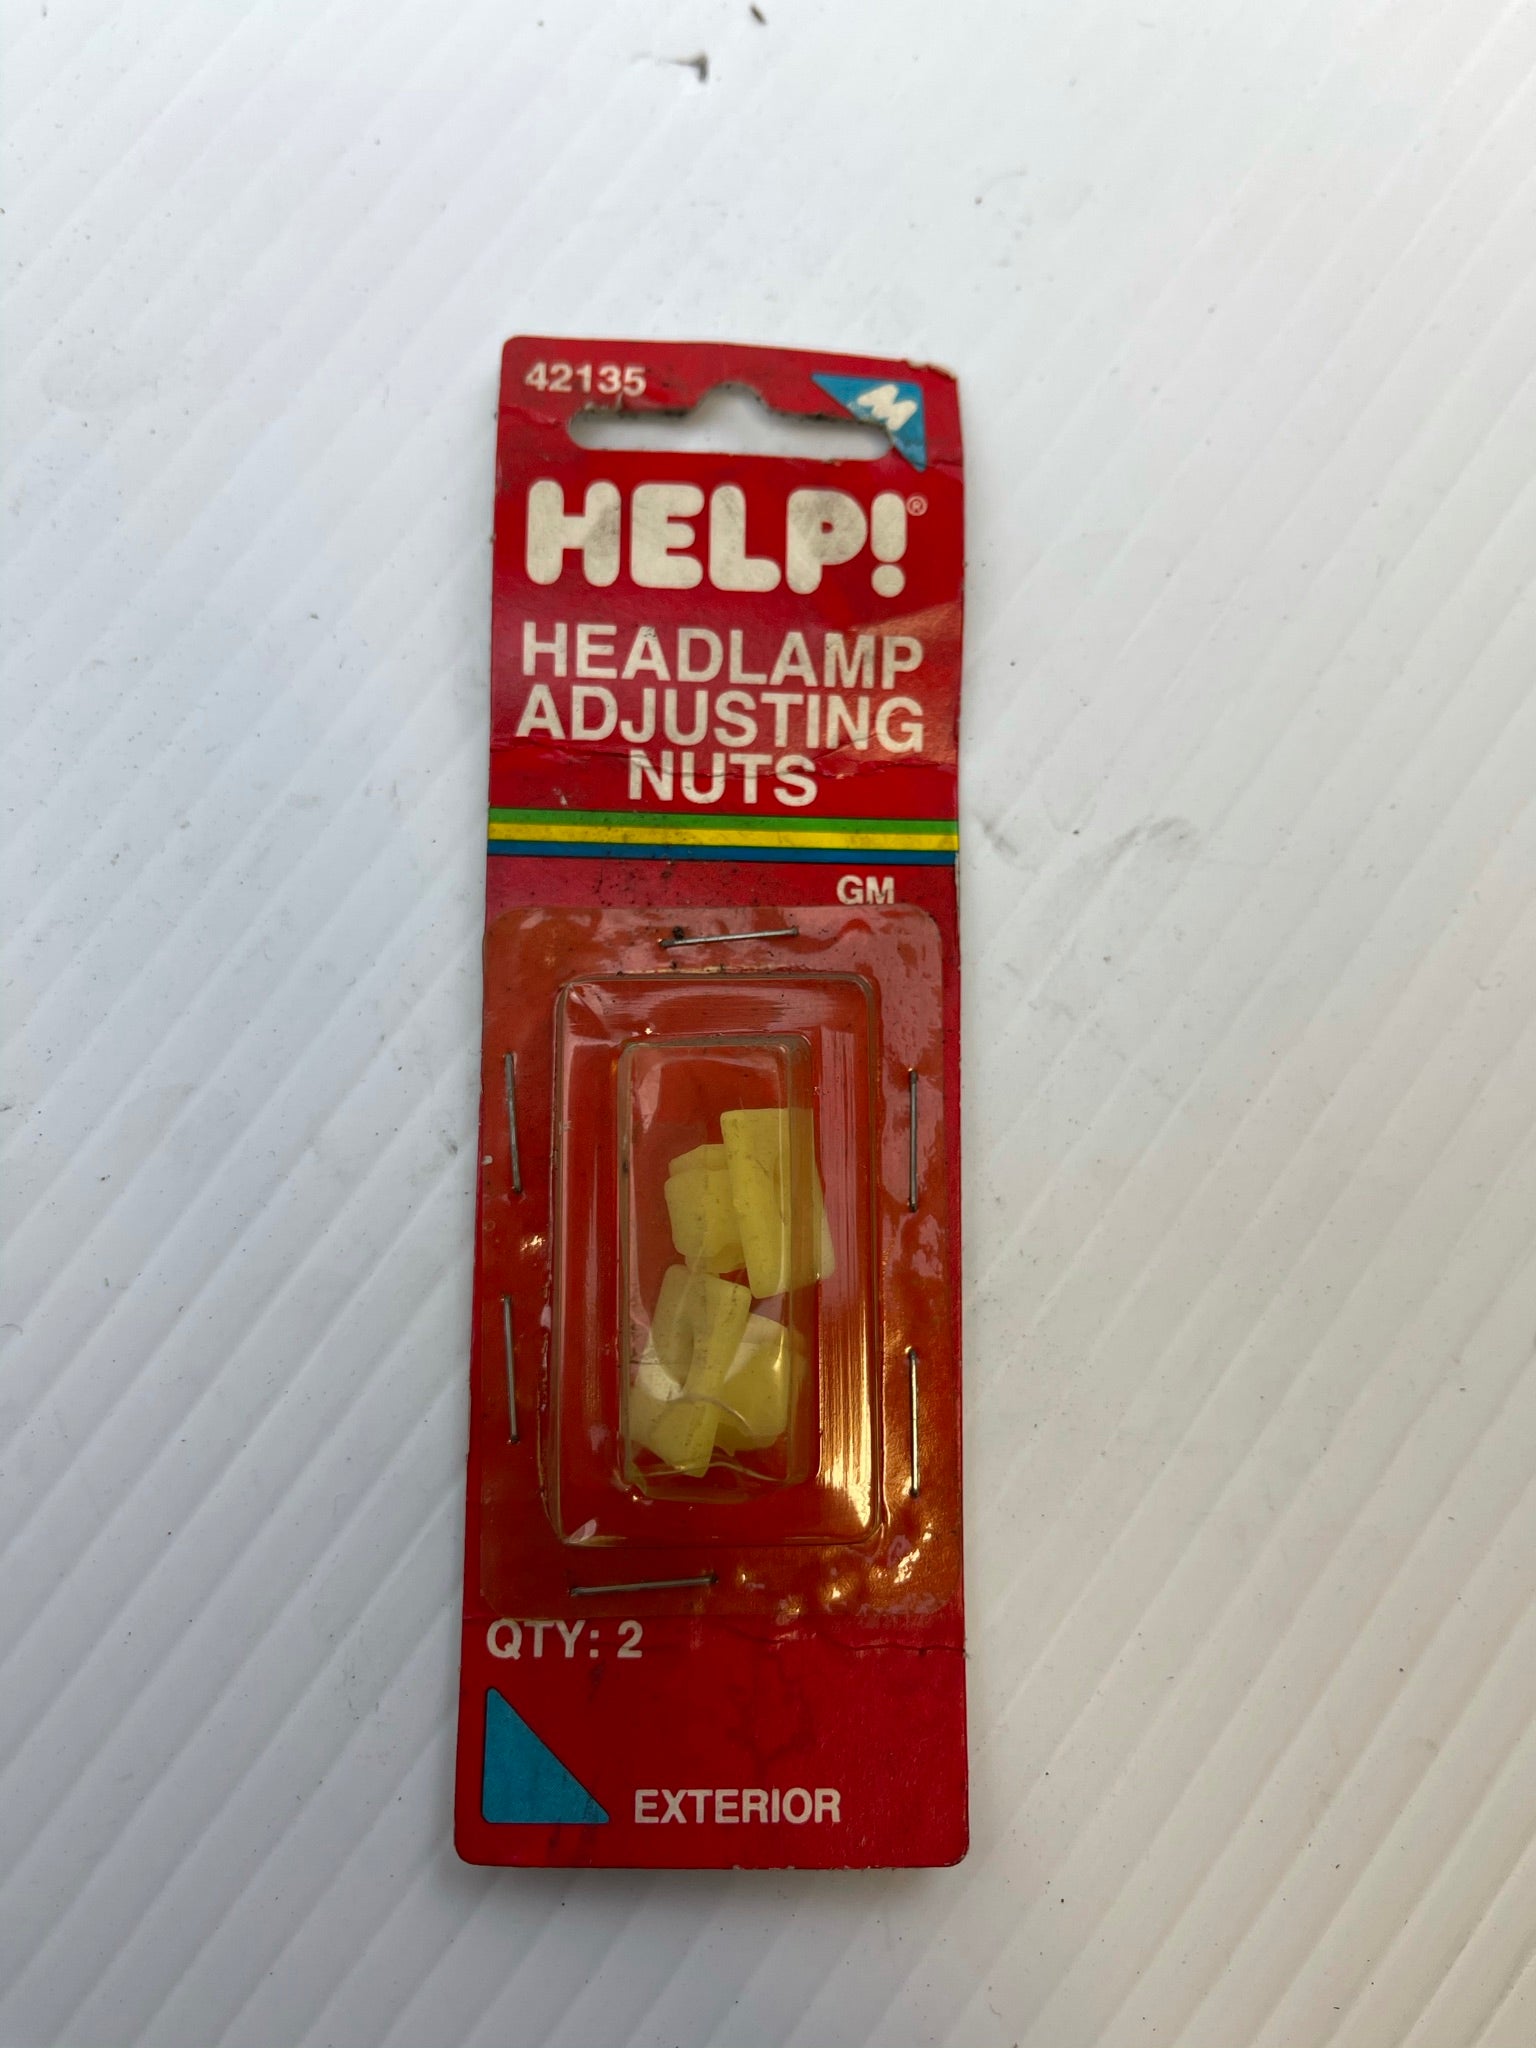 42135
M
HELP!®
HEADLAMP
ADJUSTING
NUTS
GM
QTY: 2
EXTERIOR